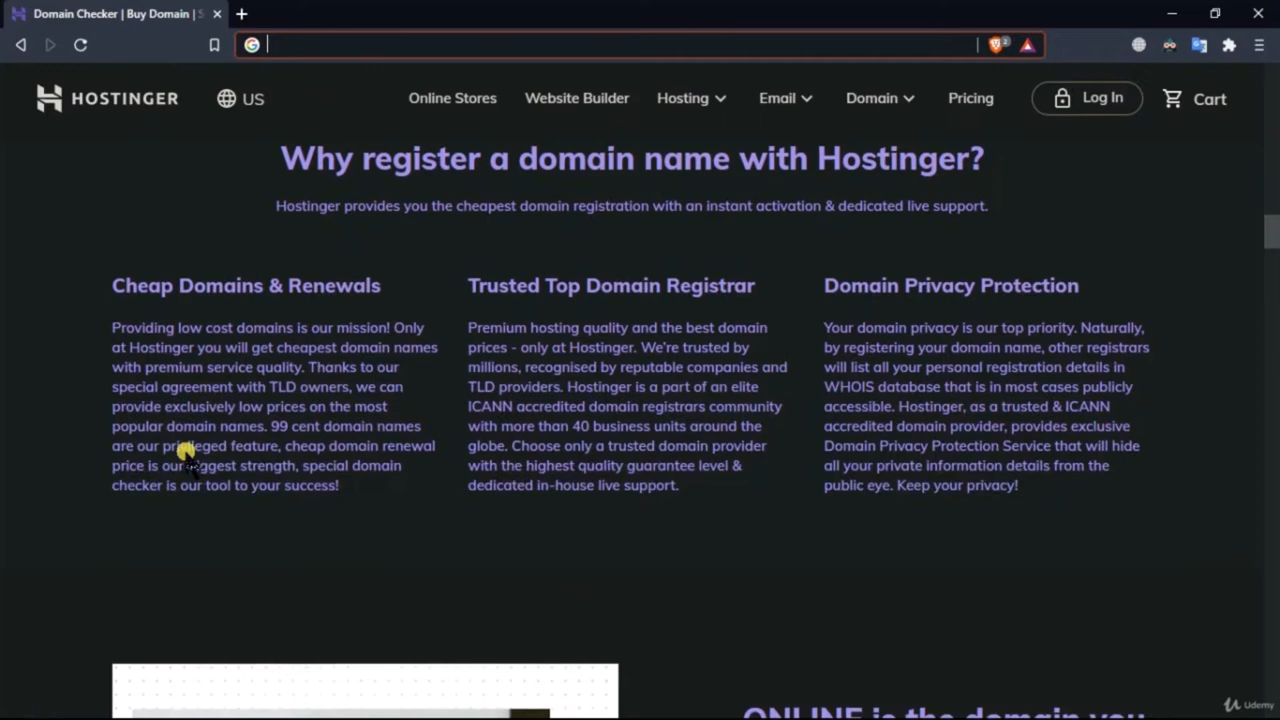 Domain Checker | Buy Domain |
2
HOSTINGER
US
Online Stores
Website Builder
Hosting
Email
Domain
Pricing
Log In
Cart
Why register a domain name with Hostinger?
Hostinger provides you the cheapest domain registration with an instant activation & dedicated live support.
Cheap Domains & Renewals
Providing low cost domains is our mission! Only
at Hostinger you will get cheapest domain names
with premium service quality. Thanks to our
special agreement with TLD owners, we can
provide exclusively low prices on the most
popular domain names. 99 cent domain names
are our privileged feature, cheap domain renewal
price is our biggest strength, special domain
checker is our tool to your success!
Trusted Top Domain Registrar
Premium hosting quality and the best domain
prices - only at Hostinger. We're trusted by
millions, recognised by reputable companies and
TLD providers. Hostinger is a part of an elite
ICANN accredited domain registrars community
with more than 40 business units around the
globe. Choose only a trusted domain provider
with the highest quality guarantee level &
dedicated in-house live support.
Domain Privacy Protection
Your domain privacy is our top priority. Naturally,
by registering your domain name, other registrars
will list all your personal registration details in
WHOIS database that is in most cases publicly
accessible. Hostinger, as a trusted & ICANN
accredited domain provider, provides exclusive
Domain Privacy Protection Service that will hide
all your private information details from the
public eye. Keep your privacy!
ONLINE is the domain you
Udemy